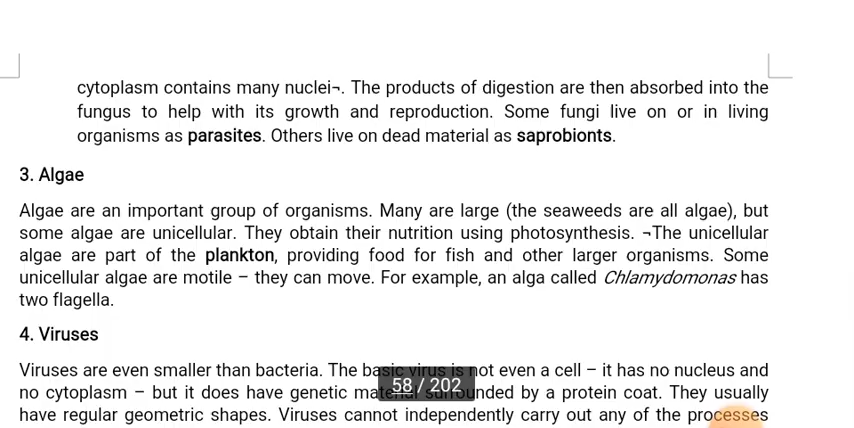 cytoplasm contains many nuclei¬. The products of digestion are then absorbed into the
fungus to help with its growth and reproduction. Some fungi live on or in living
organisms as parasites. Others live on dead material as saprobionts.
3. Algae
Algae are an important group of organisms. Many are large (the seaweeds are all algae), but
some algae are unicellular. They obtain their nutrition using photosynthesis. ¬The unicellular
algae are part of the plankton, providing food for fish and other larger organisms. Some
unicellular algae are motile – they can move. For example, an alga called Chlamydomonas has
two flagella.
4. Viruses
Viruses are even smaller than bacteria. The basic virus is not even a cell – it has no nucleus and
no cytoplasm – but it does have genetic material surrounded by a protein coat. They usually
58 / 202
have regular geometric shapes. Viruses cannot independently carry out any of the processes